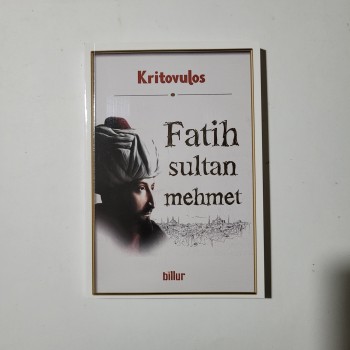 Kritovulos
Fatih
sultan
mehmet
billur